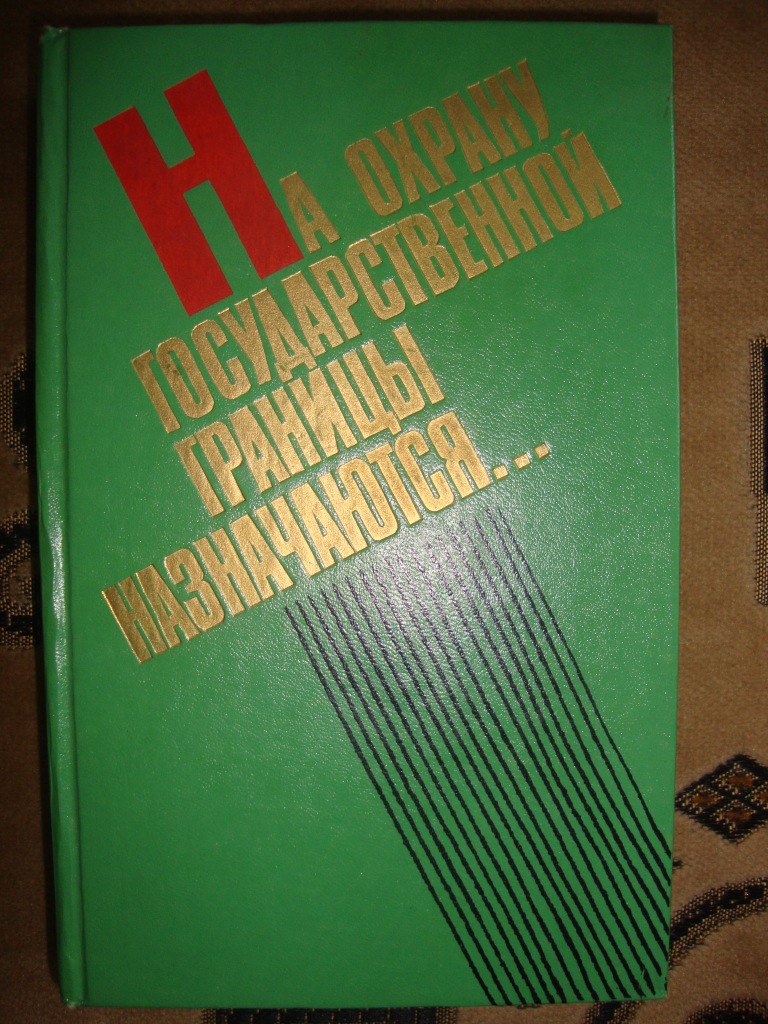 На охрану
государственной
границы
назначаются...